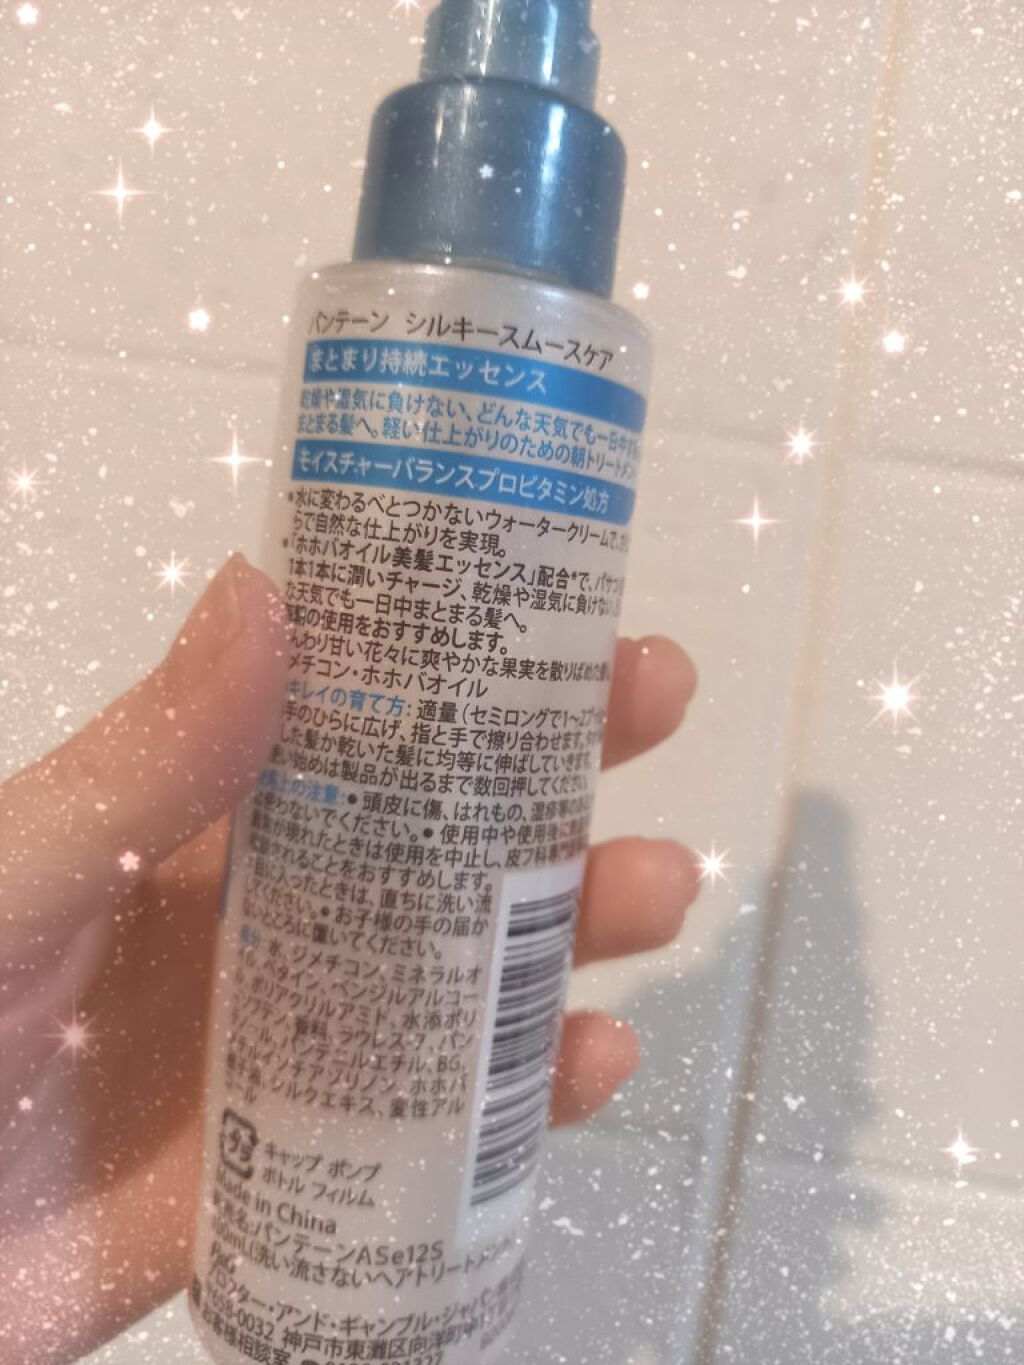 パンテーン シルキースムースケア
まとまり持続エッセンス
乾燥や湿気に負けない、どんな天気でも一日中
まとまる髪へ。軽い仕上がりのための朝トリートメント
モイスチャーバランスプロビタミン処方
•水に変わるべとつかないウォータークリームで、
で自然な仕上がりを実現。
•「ホホバオイル美髪エッセンス」配合*で、パサつ
1本1本に潤いチャージ、乾燥や湿気に負けない、
な天気でも一日中まとまる髪へ。
の使用をおすすめします。
んわり甘い花々に爽やかな果実を散りばめた
メチコン・ホホバオイル
キレイの育て方: 適量(セミロングで1〜2プッ
手のひらに広げ、指と手で擦り合わせます。
した髪か乾いた髪に均等に伸ばしていきます。
使い始めは製品が出るまで数回押してください。
使用上の注意:• 頭皮に傷、はれもの、湿疹等
は使わないでください。• 使用中や使用後に
が現れたときは使用を中止し、皮フ科専門
されることをおすすめします。
目に入ったときは、直ちに洗い流
してください。• お子様の手の届か
ないところに置いてください。
成分: 水、ジメチコン、ミネラルオ
イル、ベタイン、ベンジルアルコー
ル、ポリアクリルアミド、水添ポリ
イソブテン、香料、ラウレス-7、パン
テノール、パンテニルエチル、BG、
メチルイソチアゾリノン、ホホバ
種子油、シルクエキス、変性アル
コール
プラ
キャップ ポンプ
ボトル フィルム
Made in China
販売名:パンテーンASe12S
100mL(洗い流さないヘアトリートメント)
P&G
プロクター・アンド・ギャンブル・ジャパン
〒658-0032 神戸市東灘区向洋町中1丁
お客様相談室